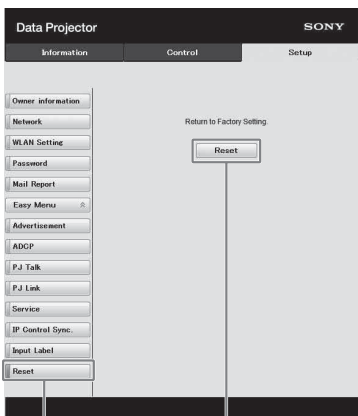 Data Projector SONY
Information Control Setup
Owner information
Network
WLAN Setting
Password
Mail Report
Easy Menu
Advertisement
ADCP
PJ Talk
PJ Link
Service
IP Control Sync.
Input Label
Reset
Return to Factory Setting.
Reset